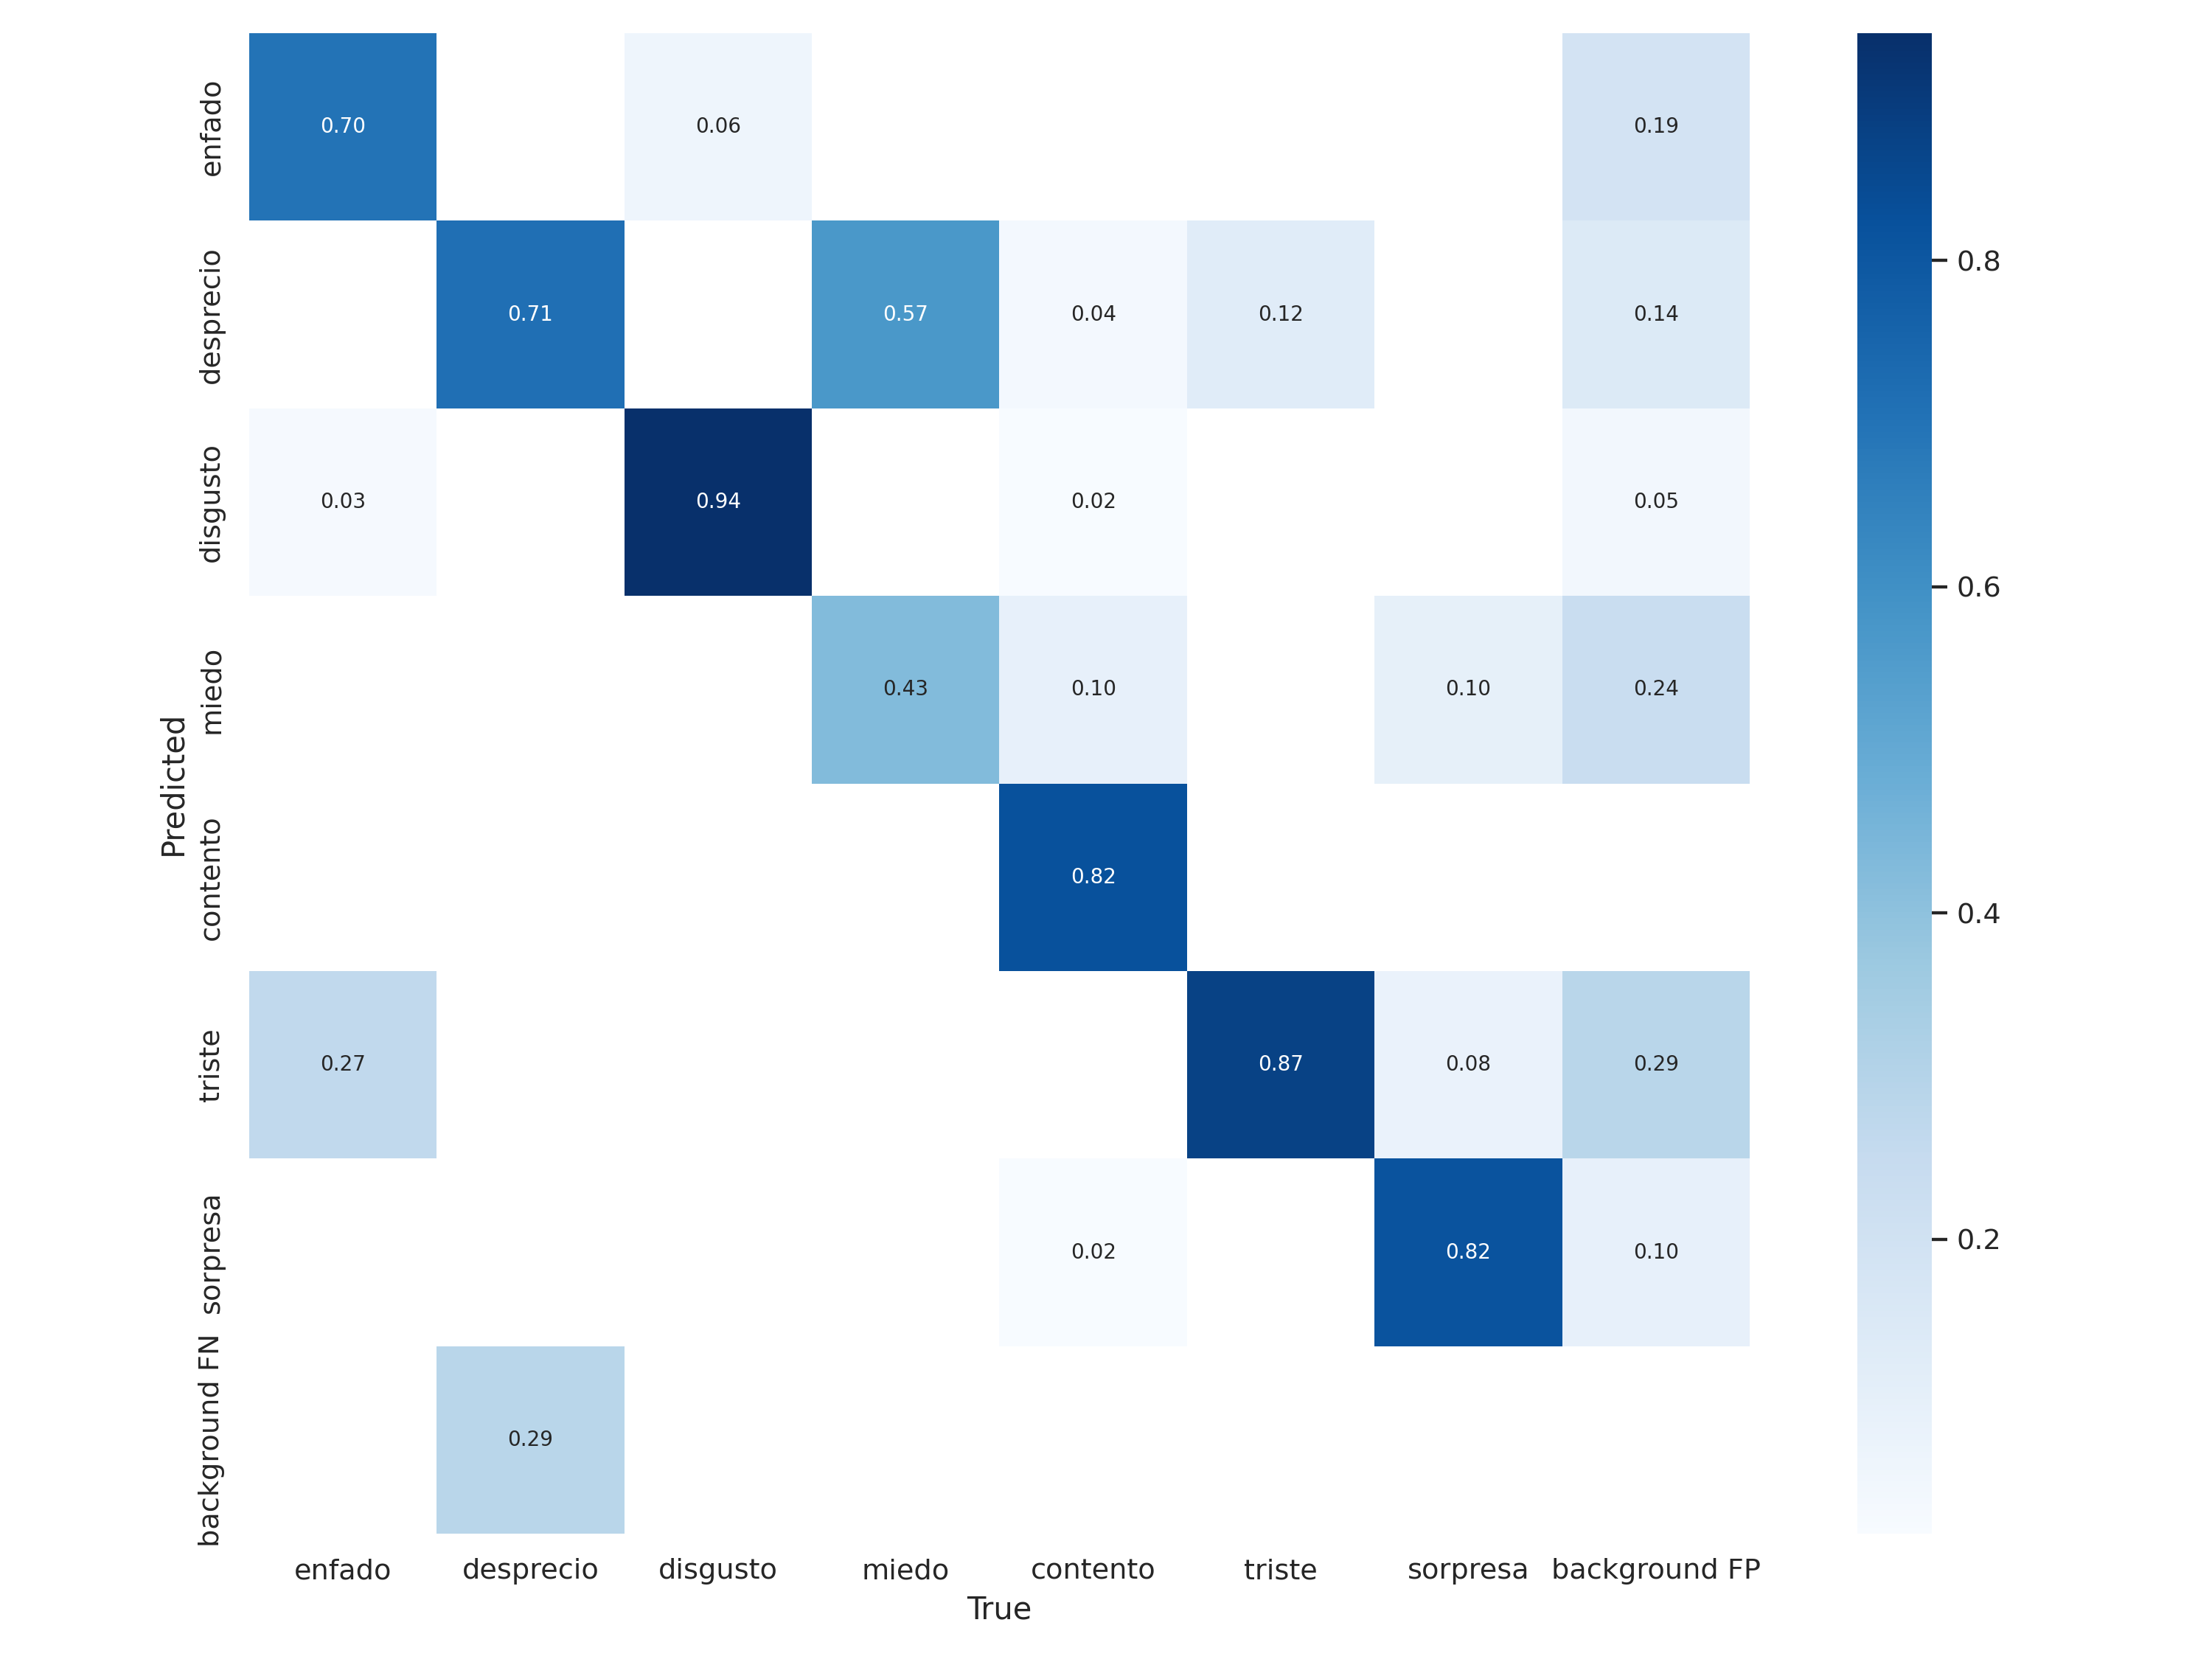 enfado
0.70
0.06
0.19
desprecio
0.71
0.57
0.04
0.12
0.14
disgusto
0.03
0.94
0.02
0.05
miedo
0.43
0.10
0.10
0.24
contento
0.82
triste
0.27
0.87
0.08
0.29
sorpresa
0.02
0.82
0.10
background FN
0.29
Predicted
enfado
desprecio
disgusto
miedo
contento
triste
sorpresa
background FP
True
0.8
0.6
0.4
0.2